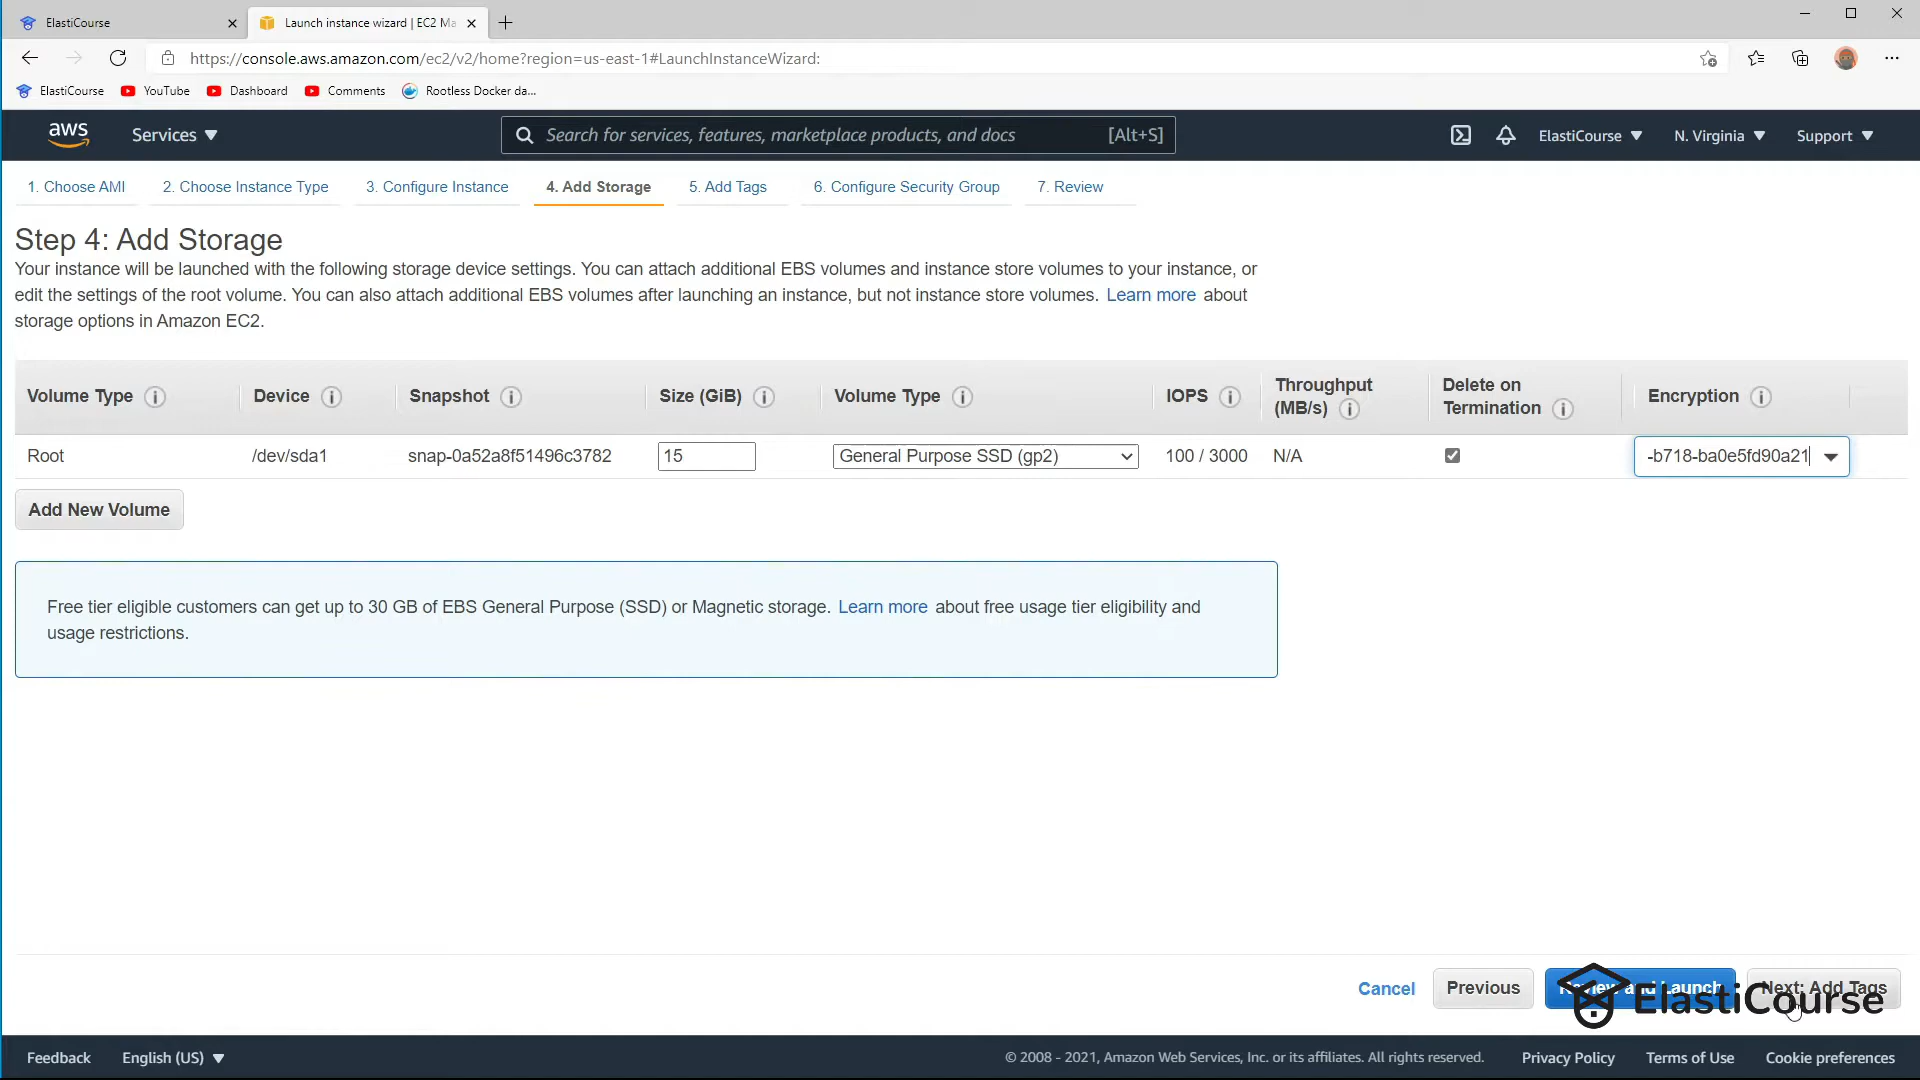 ElastiCourse
Launch instance wizard | EC2 Ma
https://console.aws.amazon.com/ec2/v2/home?region=us-east-1#LaunchInstanceWizard:
ElastiCourse YouTube Dashboard Comments Rootless Docker da...
aws Services Search for services, features, marketplace products, and docs [Alt+S] ElastiCourse N. Virginia Support
1. Choose AMI 2. Choose Instance Type 3. Configure Instance 4. Add Storage 5. Add Tags 6. Configure Security Group 7. Review
Step 4: Add Storage
Your instance will be launched with the following storage device settings. You can attach additional EBS volumes and instance store volumes to your instance, or
edit the settings of the root volume. You can also attach additional EBS volumes after launching an instance, but not instance store volumes. Learn more about
storage options in Amazon EC2.
Volume Type Device Snapshot Size (GiB) Volume Type IOPS Throughput (MB/s) Delete on Termination Encryption
Root /dev/sda1 snap-0a52a8f51496c3782 15 General Purpose SSD (gp2) 100 / 3000 N/A -b718-ba0e5fd90a21
Add New Volume
Free tier eligible customers can get up to 30 GB of EBS General Purpose (SSD) or Magnetic storage. Learn more about free usage tier eligibility and
usage restrictions.
Cancel Previous Review and Launch Next: Add Tags
ElastiCourse
Feedback English (US) © 2008 - 2021, Amazon Web Services, Inc. or its affiliates. All rights reserved. Privacy Policy Terms of Use Cookie preferences